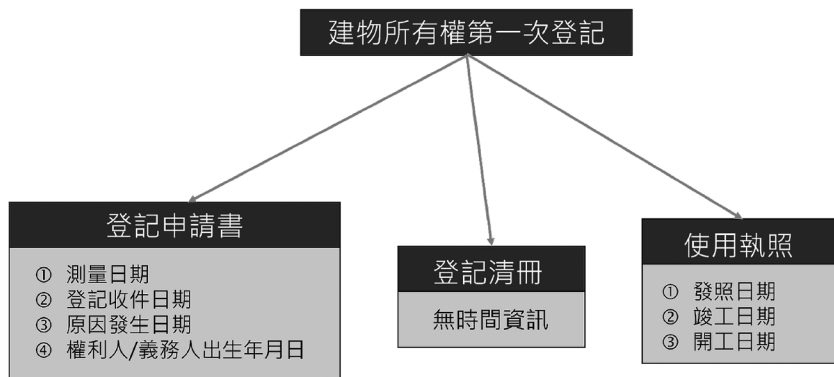 建物所有權第一次登記
登記申請書
① 測量日期
② 登記收件日期
③ 原因發生日期
④ 權利人/義務人出生年月日
登記清冊
無時間資訊
使用執照
① 發照日期
② 竣工日期
③ 開工日期